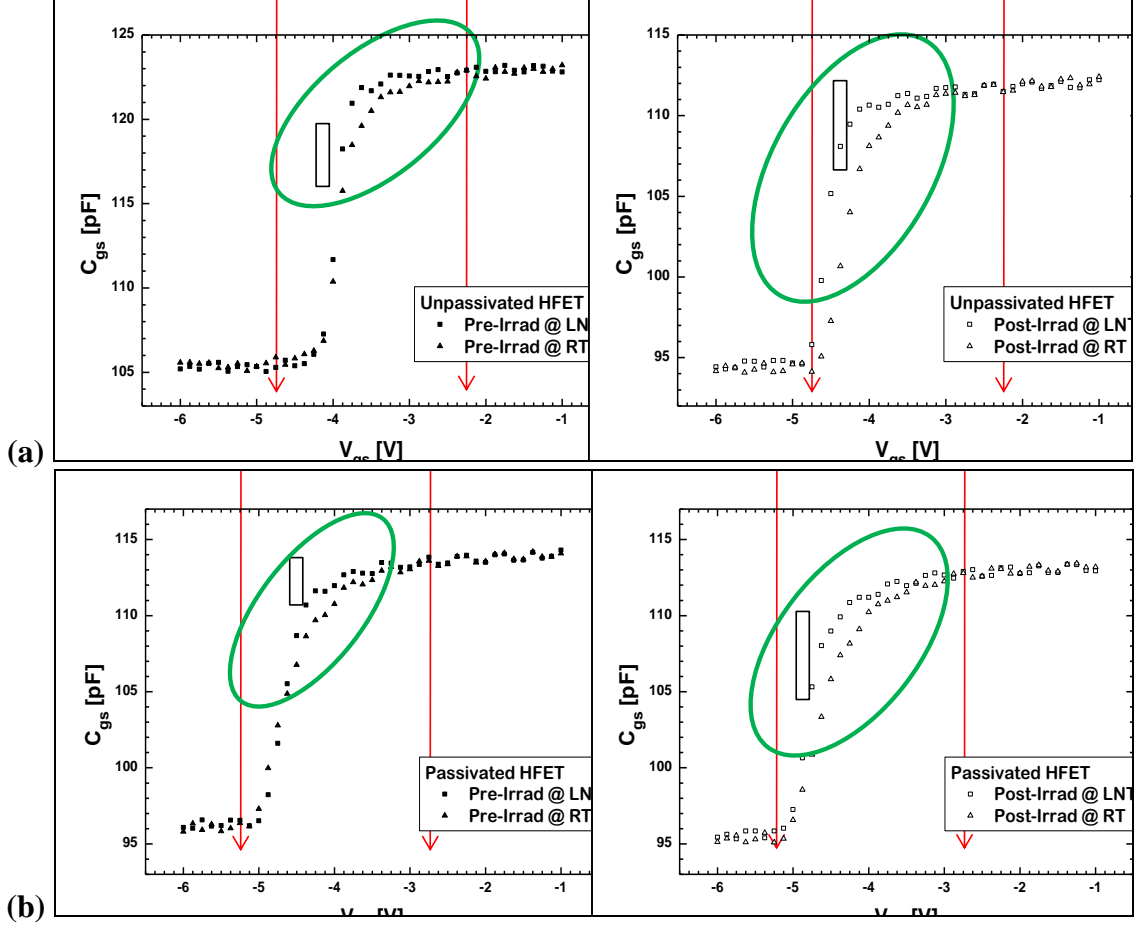 125
120
115
110
105
C_gs [pF]
Unpassivated HFET
Pre-Irrad @ LN
Pre-Irrad @ RT
-6 -5 -4 -3 -2 -1
V_gs [V]
115
110
105
100
95
C_gs [pF]
Unpassivated HFET
Post-Irrad @ LNT
Post-Irrad @ RT
-6 -5 -4 -3 -2 -1
V_gs [V]
(a)
115
110
105
100
95
C_gs [pF]
Passivated HFET
Pre-Irrad @ LN
Pre-Irrad @ RT
-6 -5 -4 -3 -2 -1
V [V]
115
110
105
100
95
C_gs [pF]
Passivated HFET
Post-Irrad @ LNT
Post-Irrad @ RT
-6 -5 -4 -3 -2 -1
V [V]
(b)